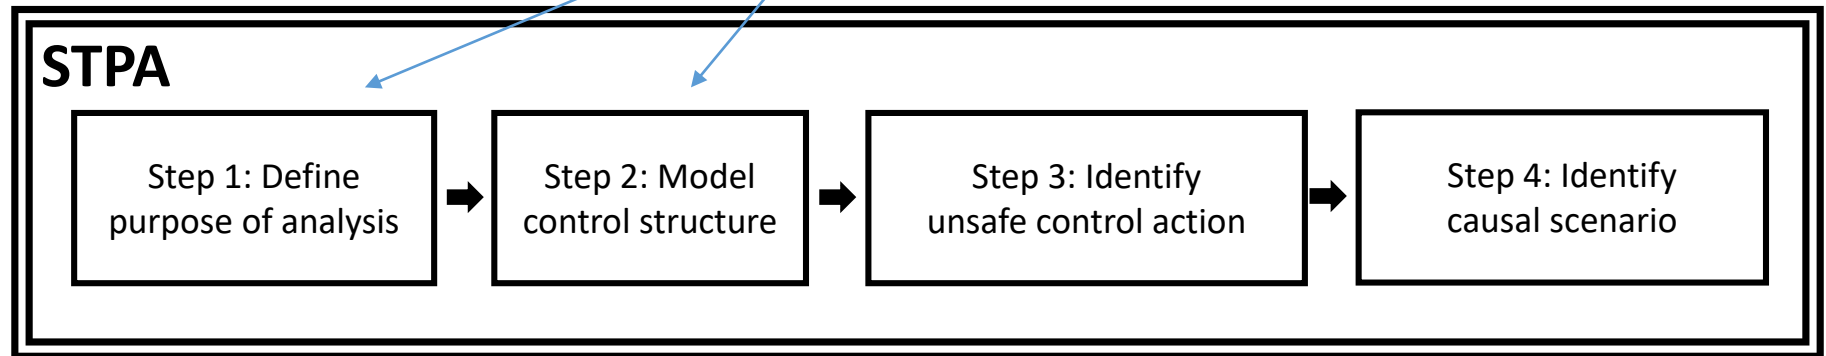 STPA
Step 1: Define
purpose of analysis
Step 2: Model
control structure
Step 3: Identify
unsafe control action
Step 4: Identify
causal scenario